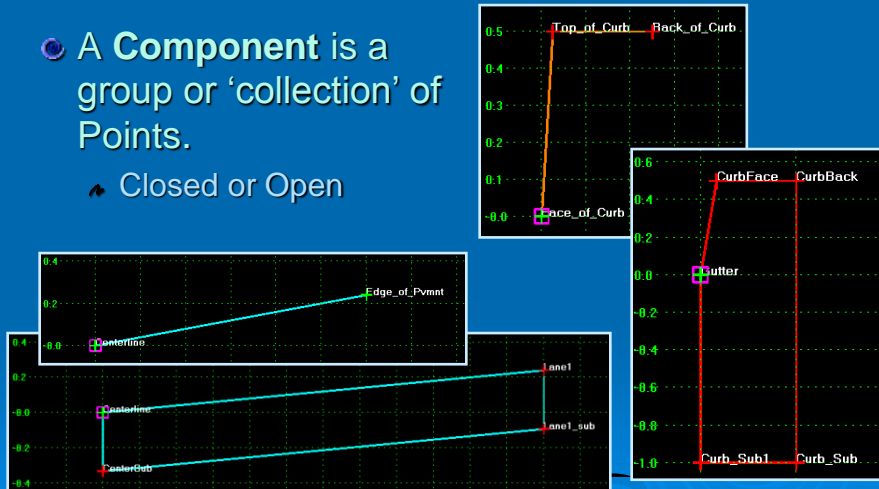 A Component is a
group or ‘collection’ of
Points.
Closed or Open
0.5
Top_of_Curb Back_of_Curb
0.4
0.3
0.2
0.1
-0.0
Face_of_Curb
0.6
CurbFace CurbBack
0.4
0.2
0.0
Gutter
-0.2
-0.4
-0.6
-0.8
-1.0
Curb_Sub1 Curb_Sub
0.4
Edge_of_Pvmnt
0.2
-0.0
Centerline
0.4
Lane1
0.2
-0.0
Centerline
Lane1_sub
-0.2
CenterSub
-0.4